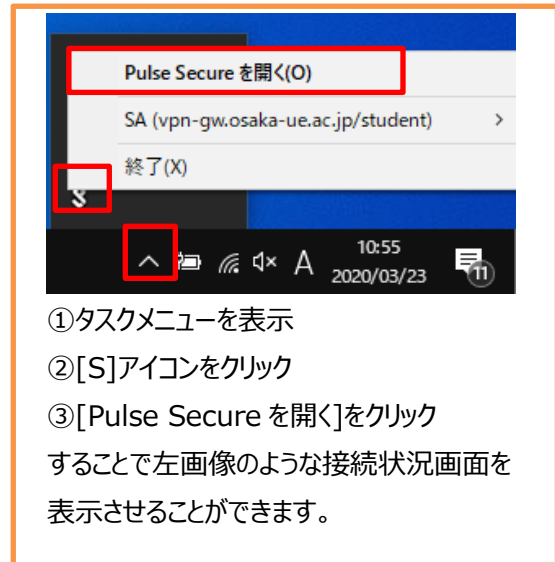 Pulse Secure を開く(O)
SA (vpn-gw.osaka-ue.ac.jp/student)
終了(X)
S
A
10:55
2020/03/23
11
①タスクメニューを表示
②[S]アイコンをクリック
③[Pulse Secure を開く]をクリック
することで左画像のような接続状況画面を
表示させることができます。